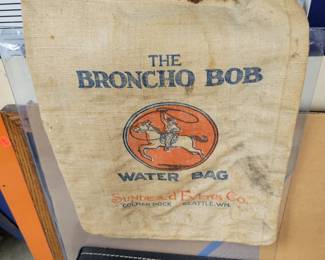 THE
BRONCHO BOB
WATER BAG
SUNDE & D'EVERS CO.
COLMAN DOCK SEATTLE, WN.